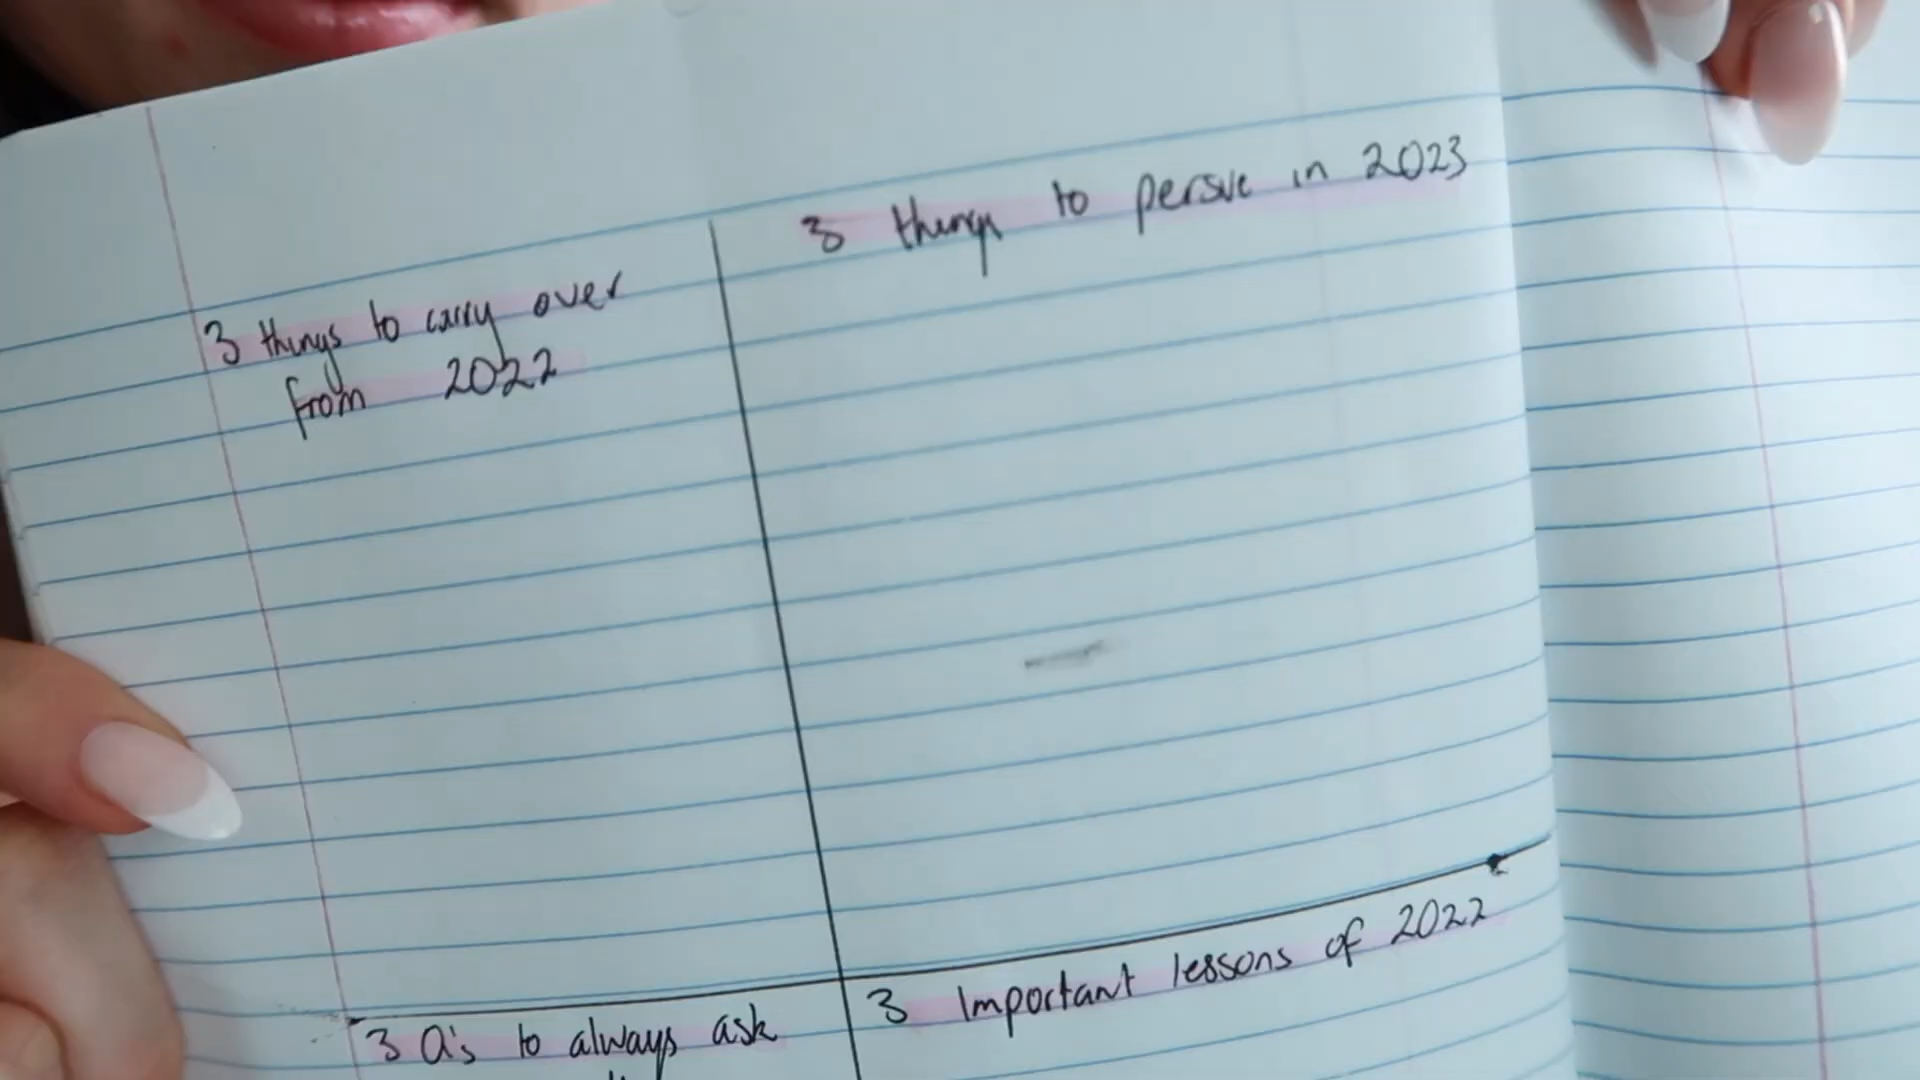 3 things to carry over
from 2022
3 things to persue in 2023
3 Q's to always ask
3 Important lessons of 2022